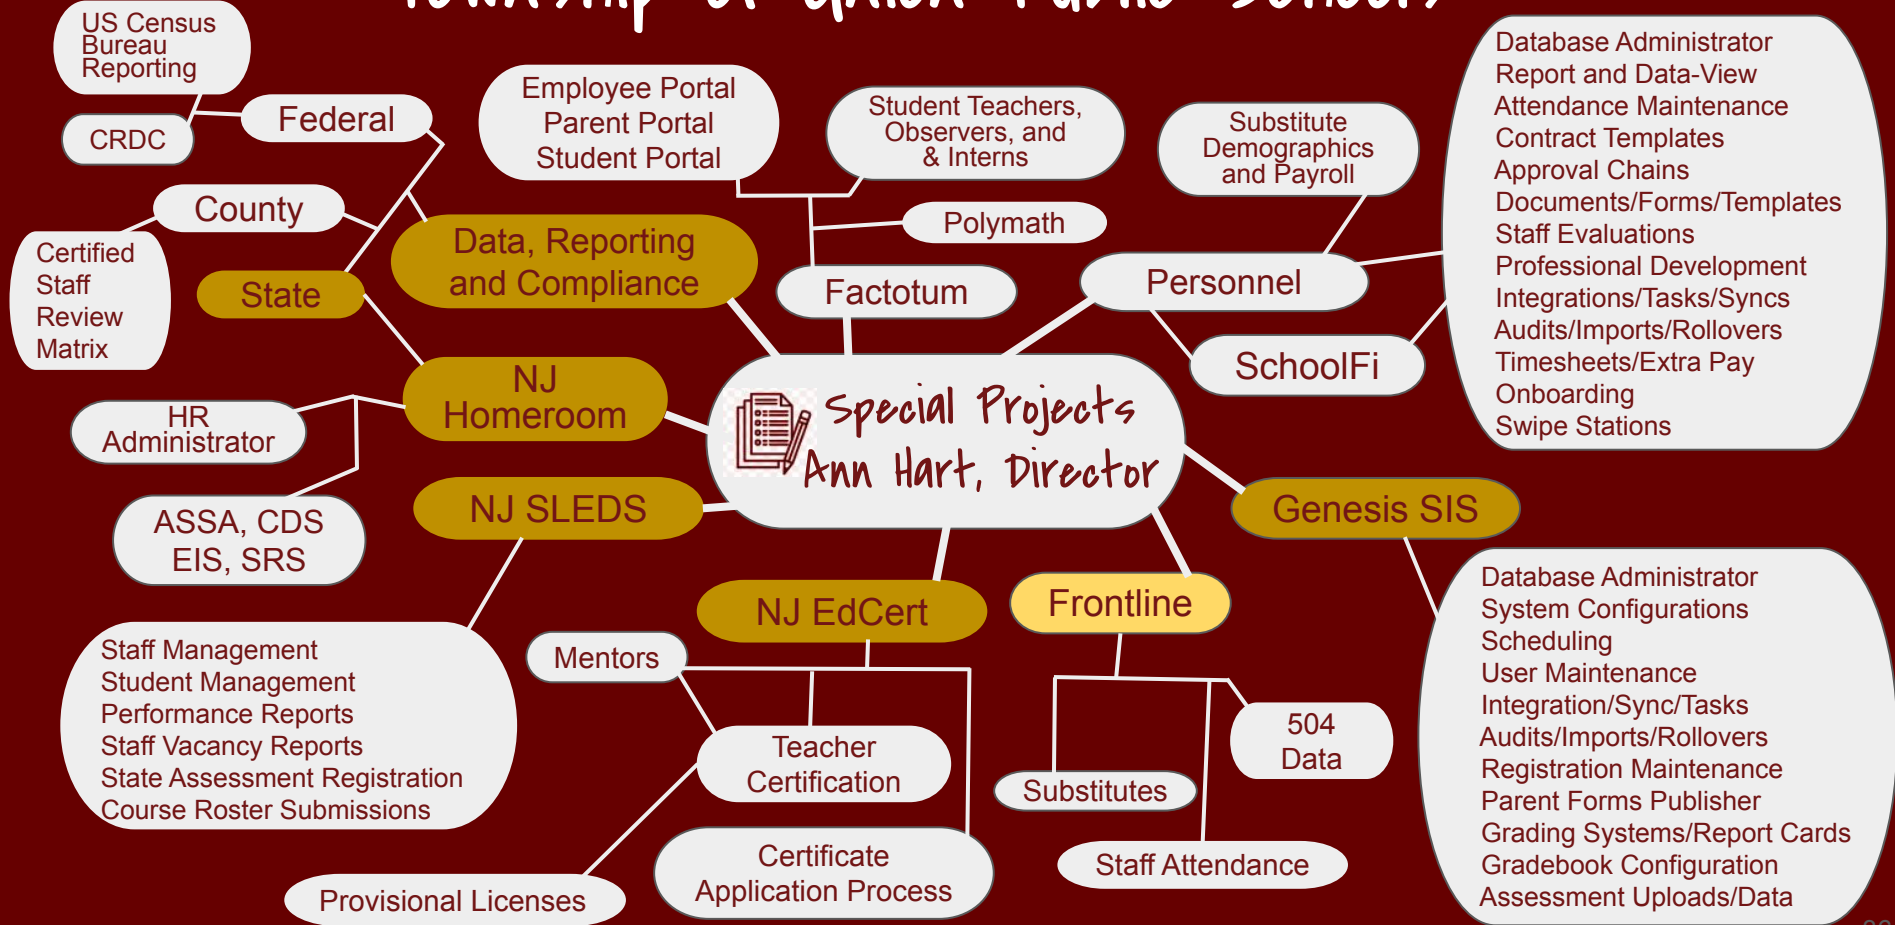 Township of Union Public Schools
US Census
Bureau
Reporting
CRDC
Federal
County
Certified
Staff
Review
Matrix
State
Data, Reporting
and Compliance
Employee Portal
Parent Portal
Student Portal
Student Teachers,
Observers, and
& Interns
Polymath
Factotum
Substitute
Demographics
and Payroll
Personnel
SchoolFi
Database Administrator
Report and Data-View
Attendance Maintenance
Contract Templates
Approval Chains
Documents/Forms/Templates
Staff Evaluations
Professional Development
Integrations/Tasks/Syncs
Audits/Imports/Rollovers
Timesheets/Extra Pay
Onboarding
Swipe Stations
NJ
Homeroom
HR
Administrator
ASSA, CDS
EIS, SRS
Special Projects
Ann Hart, Director
NJ SLEDS
Staff Management
Student Management
Performance Reports
Staff Vacancy Reports
State Assessment Registration
Course Roster Submissions
NJ EdCert
Mentors
Teacher
Certification
Provisional Licenses
Certificate
Application Process
Frontline
Substitutes
504
Data
Staff Attendance
Genesis SIS
Database Administrator
System Configurations
Scheduling
User Maintenance
Integration/Sync/Tasks
Audits/Imports/Rollovers
Registration Maintenance
Parent Forms Publisher
Grading Systems/Report Cards
Gradebook Configuration
Assessment Uploads/Data